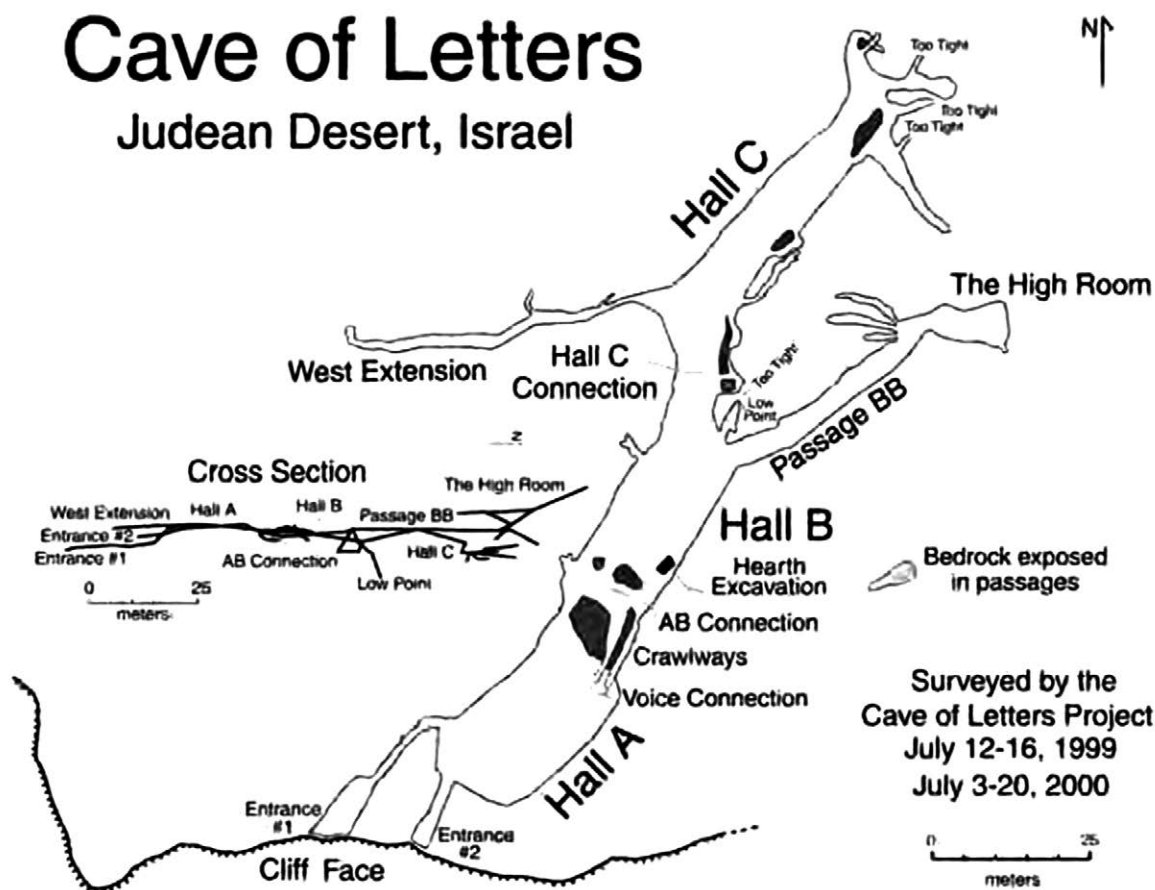 Cave of Letters
Judean Desert, Israel
N
Too Tight
Too Tight
Too Tight
Hall C
The High Room
West Extension
Hall C
Connection
Too Tight
Low
Point
Passage BB
z
Cross Section
The High Room
West Extension
Hall A
Hall B
Passage BB
Entrance #2
Entrance #1
AB Connection
Hall C
Low Point
0 25
meters
Hall B
Hearth
Excavation
Bedrock exposed
in passages
AB Connection
Crawlways
Voice Connection
Hall A
Surveyed by the
Cave of Letters Project
July 12-16, 1999
July 3-20, 2000
Entrance
#1
Entrance
#2
Cliff Face
0 25
meters